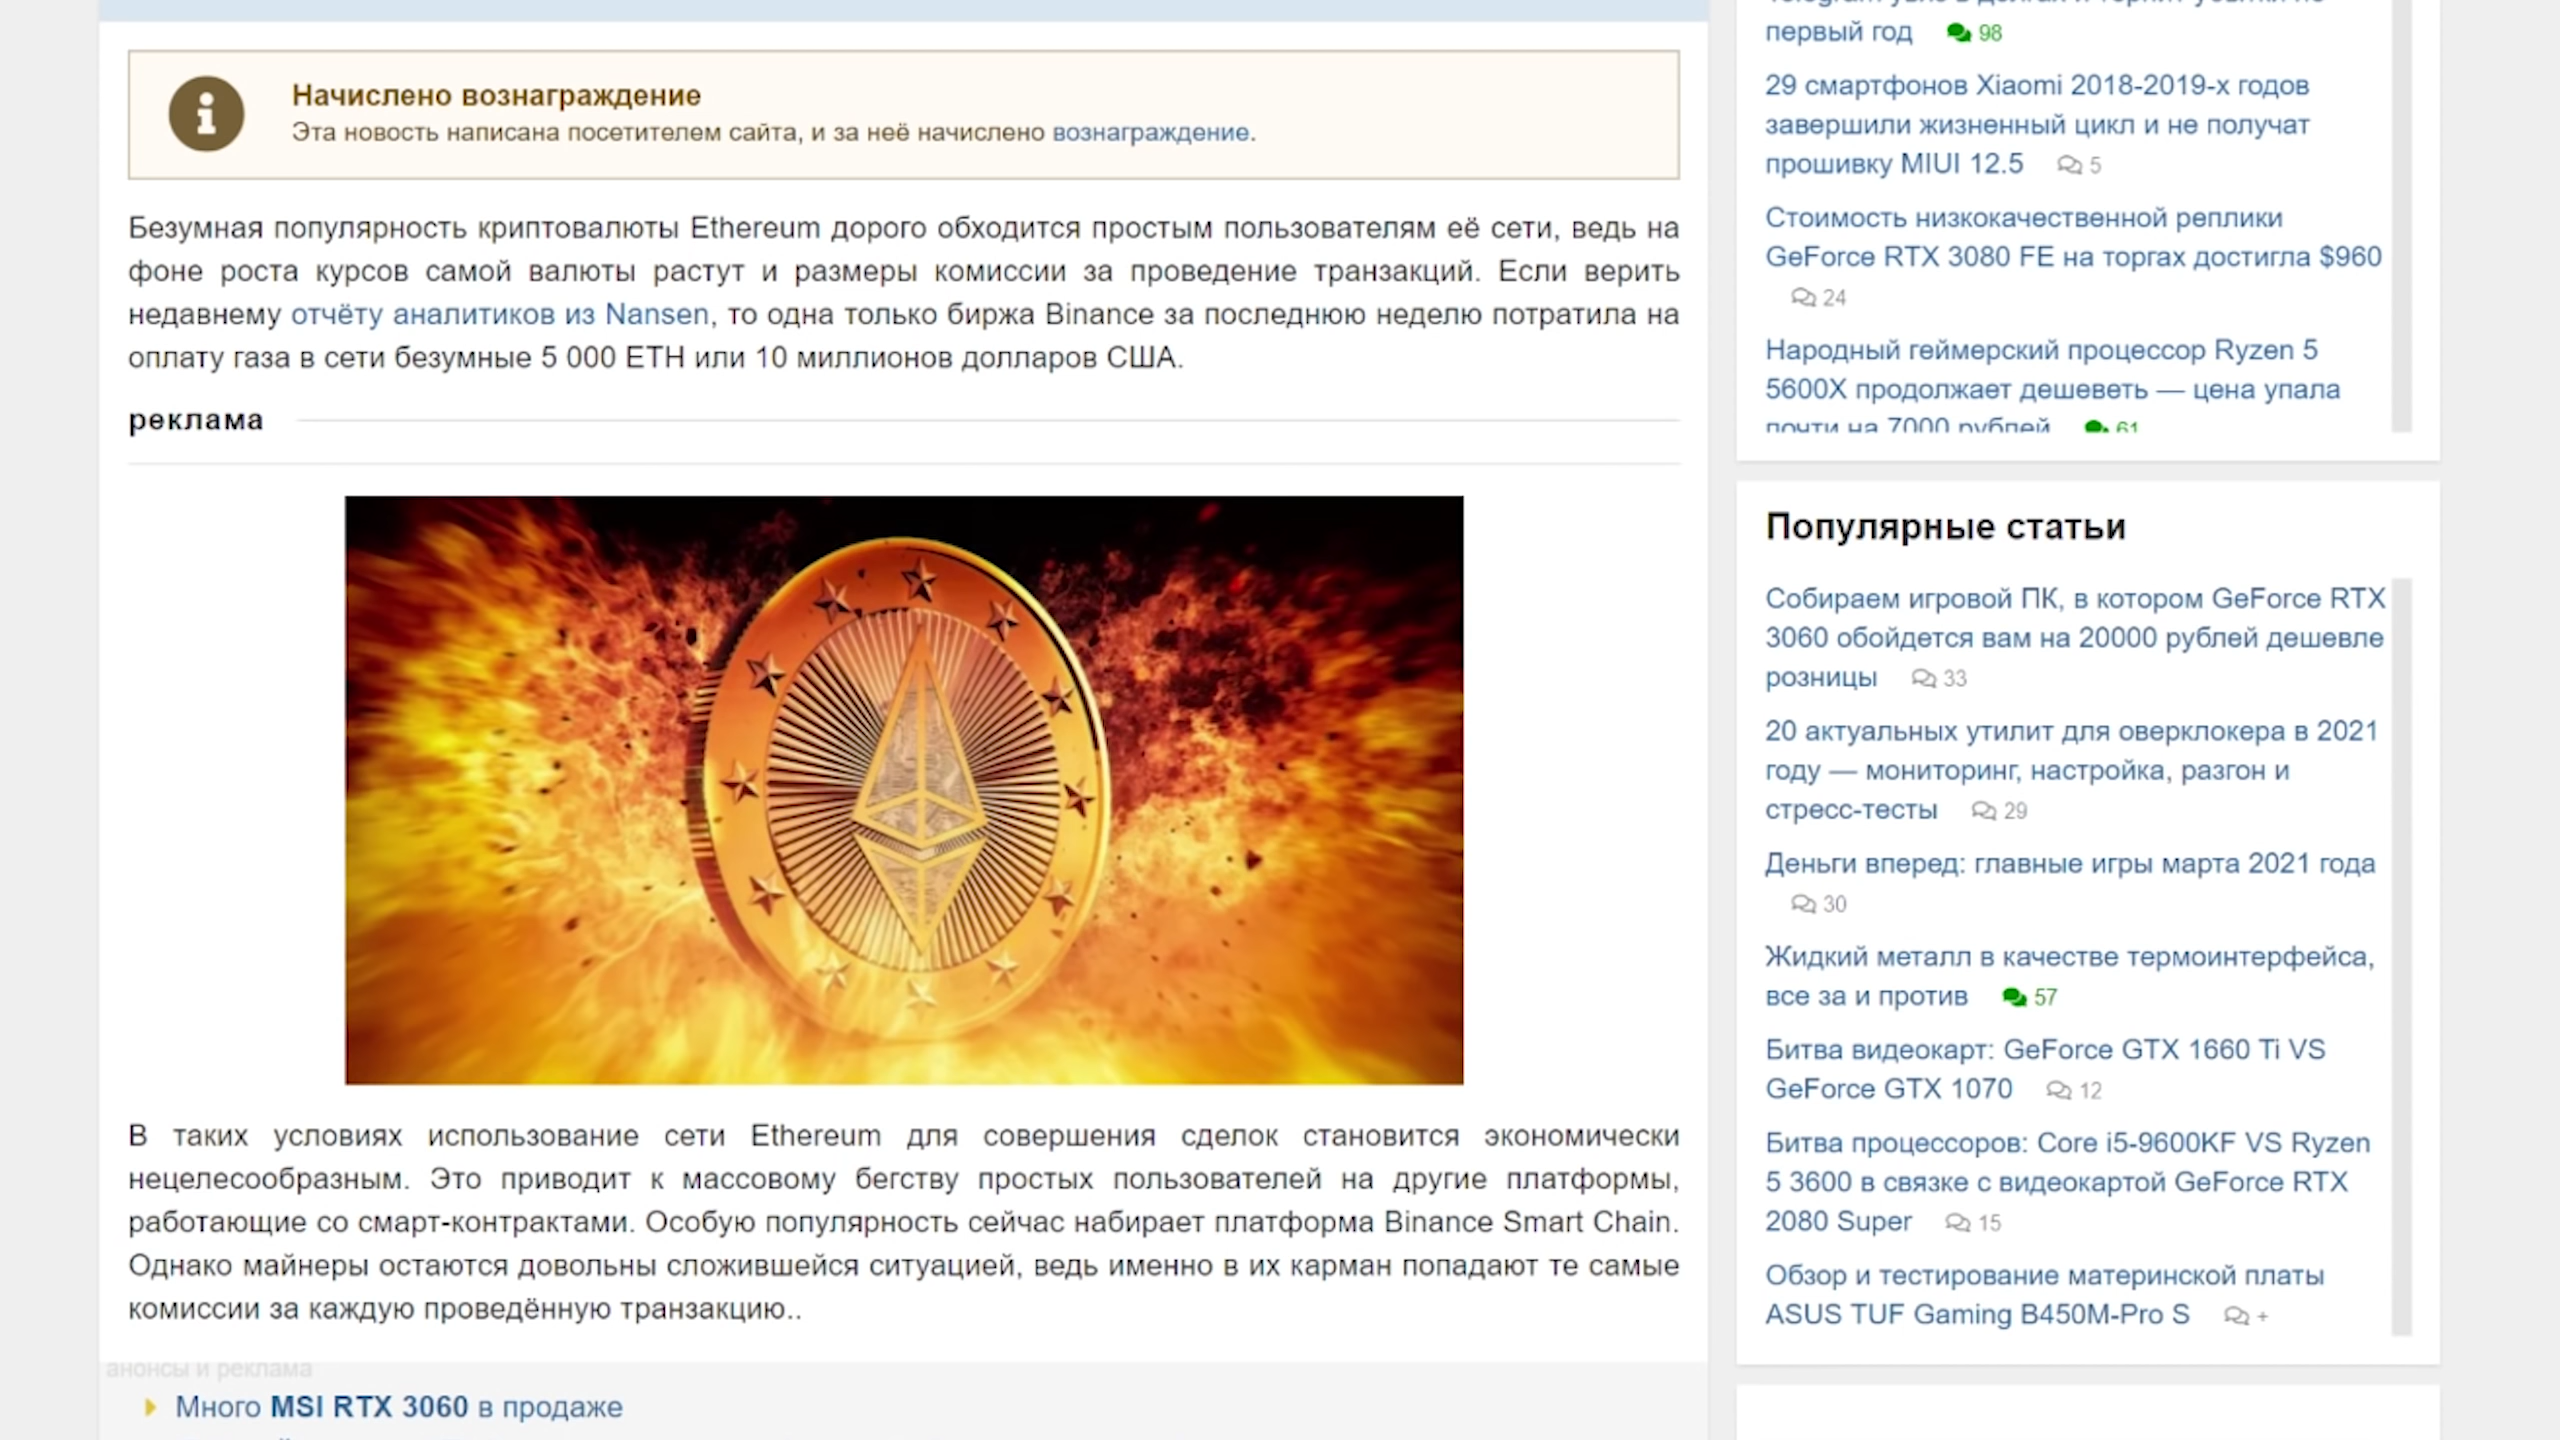 Начислено вознаграждение
Эта новость написана посетителем сайта, и за неё начислено вознаграждение.
Безумная популярность криптовалюты Ethereum дорого обходится простым пользователям её сети, ведь на
фоне роста курсов самой валюты растут и размеры комиссии за проведение транзакций. Если верить
недавнему отчёту аналитиков из Nansen, то одна только биржа Binance за последнюю неделю потратила на
оплату газа в сети безумные 5 000 ETH или 10 миллионов долларов США.
реклама
В таких условиях использование сети Ethereum для совершения сделок становится экономически
нецелесообразным. Это приводит к массовому бегству простых пользователей на другие платформы,
работающие со смарт-контрактами. Особую популярность сейчас набирает платформа Binance Smart Chain.
Однако майнеры остаются довольны сложившейся ситуацией, ведь именно в их карман попадают те самые
комиссии за каждую проведённую транзакцию..
анонсы и реклама
Много MSI RTX 3060 в продаже
первый год 98
29 смартфонов Xiaomi 2018-2019-х годов
завершили жизненный цикл и не получат
прошивку MIUI 12.5 5
Стоимость низкокачественной реплики
GeForce RTX 3080 FE на торгах достигла $960
24
Народный геймерский процессор Ryzen 5
5600X продолжает дешеветь — цена упала
почти на 7000 рублей 61
Популярные статьи
Собираем игровой ПК, в котором GeForce RTX
3060 обойдется вам на 20000 рублей дешевле
розницы 33
20 актуальных утилит для оверклокера в 2021
году — мониторинг, настройка, разгон и
стресс-тесты 29
Деньги вперед: главные игры марта 2021 года
30
Жидкий металл в качестве термоинтерфейса,
все за и против 57
Битва видеокарт: GeForce GTX 1660 Ti VS
GeForce GTX 1070 12
Битва процессоров: Core i5-9600KF VS Ryzen
5 3600 в связке с видеокартой GeForce RTX
2080 Super 15
Обзор и тестирование материнской платы
ASUS TUF Gaming B450M-Pro S +